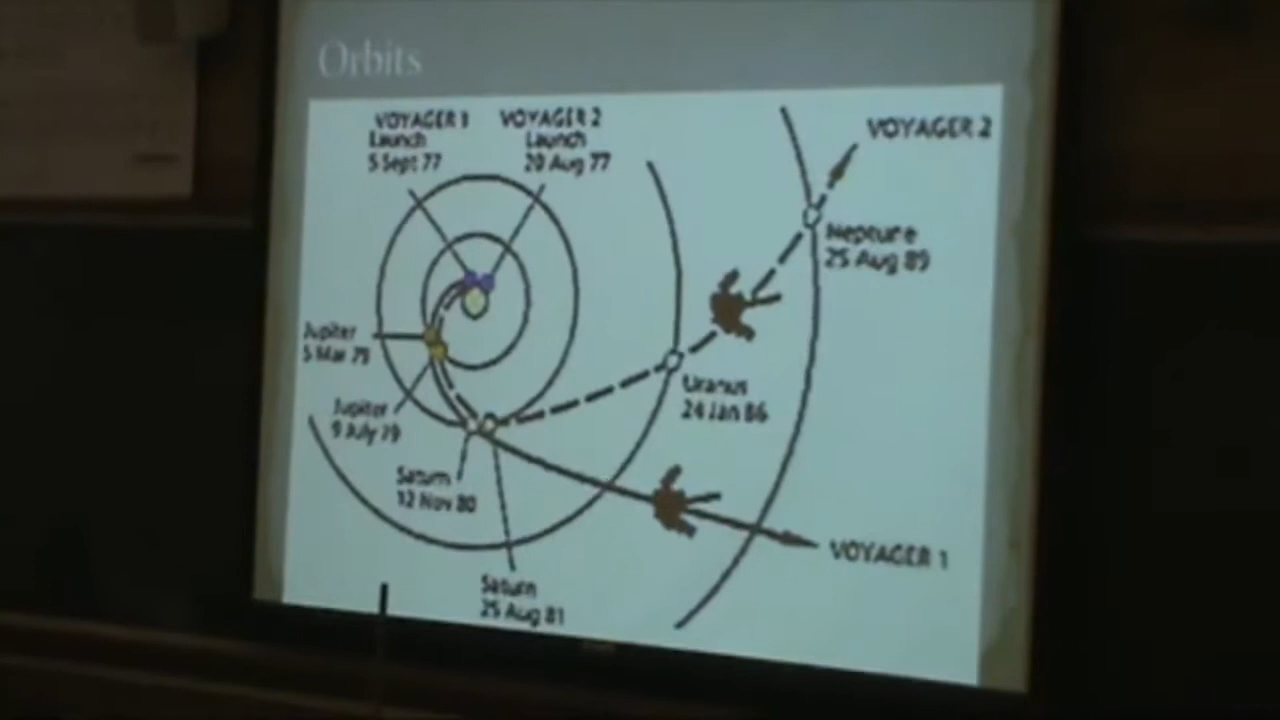 Orbits
VOYAGER 1
Launch
5 Sept 77
VOYAGER 2
Launch
20 Aug 77
VOYAGER 2
Neptune
25 Aug 89
Jupiter
5 Mar 79
Uranus
24 Jan 86
Jupiter
9 July 79
Saturn
12 Nov 80
VOYAGER 1
Saturn
25 Aug 81